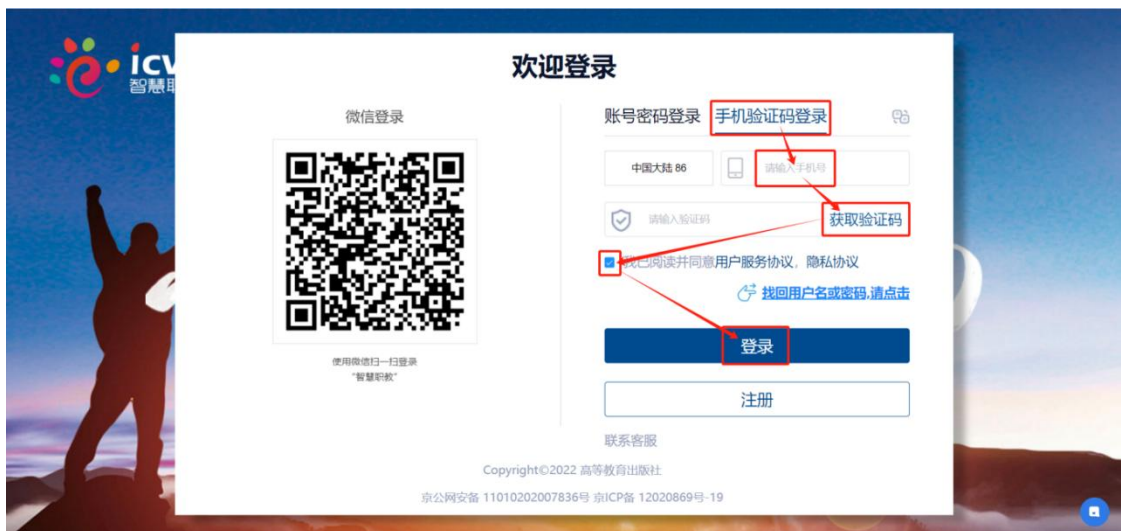 icv
智慧职
欢迎登录
微信登录
使用微信扫一扫登录
“智慧职教”
账号密码登录 手机验证码登录
中国大陆 86 请输入手机号
请输入验证码 获取验证码
我已阅读并同意用户服务协议，隐私协议
找回用户名或密码,请点击
登录
注册
联系客服
Copyright©2022 高等教育出版社
京公网安备 11010202007836号 京ICP备 12020869号-19